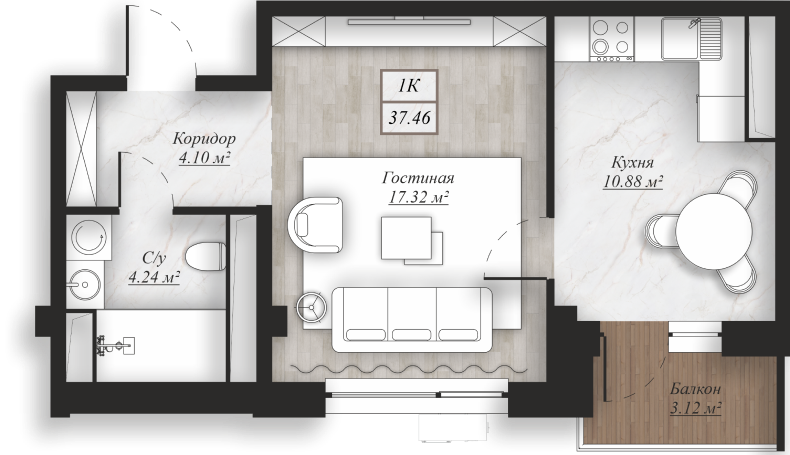 1К
37.46
Коридор
4.10 м²
Гостиная
17.32 м²
Кухня
10.88 м²
С/у
4.24 м²
Балкон
3.12 м²